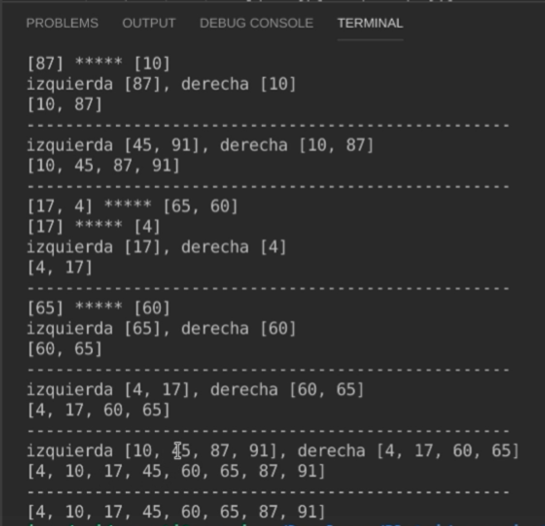 PROBLEMS OUTPUT DEBUG CONSOLE TERMINAL
[87] ***** [10]
izquierda [87], derecha [10]
[10, 87]
-----------------------------------------------------------
izquierda [45, 91], derecha [10, 87]
[10, 45, 87, 91]
-----------------------------------------------------------
[17, 4] ***** [65, 60]
[17] ***** [4]
izquierda [17], derecha [4]
[4, 17]
-----------------------------------------------------------
[65] ***** [60]
izquierda [65], derecha [60]
[60, 65]
-----------------------------------------------------------
izquierda [4, 17], derecha [60, 65]
[4, 17, 60, 65]
-----------------------------------------------------------
izquierda [10, 45, 87, 91], derecha [4, 17, 60, 65]
[4, 10, 17, 45, 60, 65, 87, 91]
-----------------------------------------------------------
[4, 10, 17, 45, 60, 65, 87, 91]